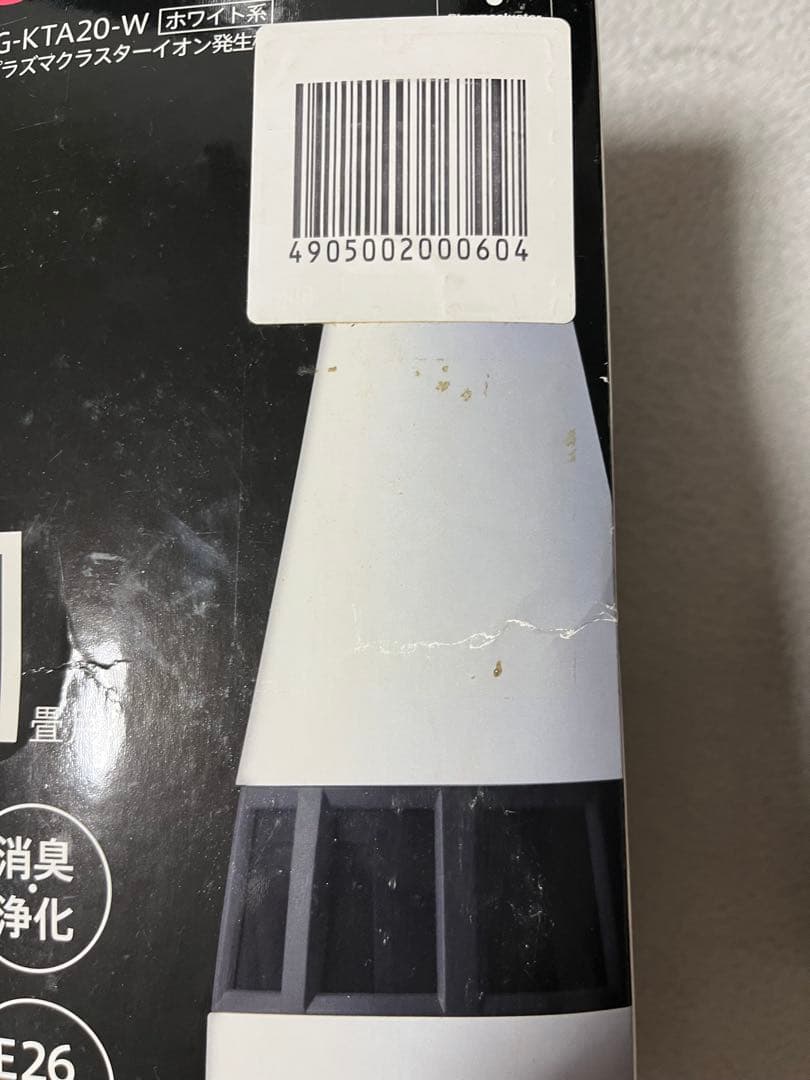 G-KTA20-W ホワイト系
プラズマクラスターイオン発生
4905002000604
畳
消臭
・
浄化
E26